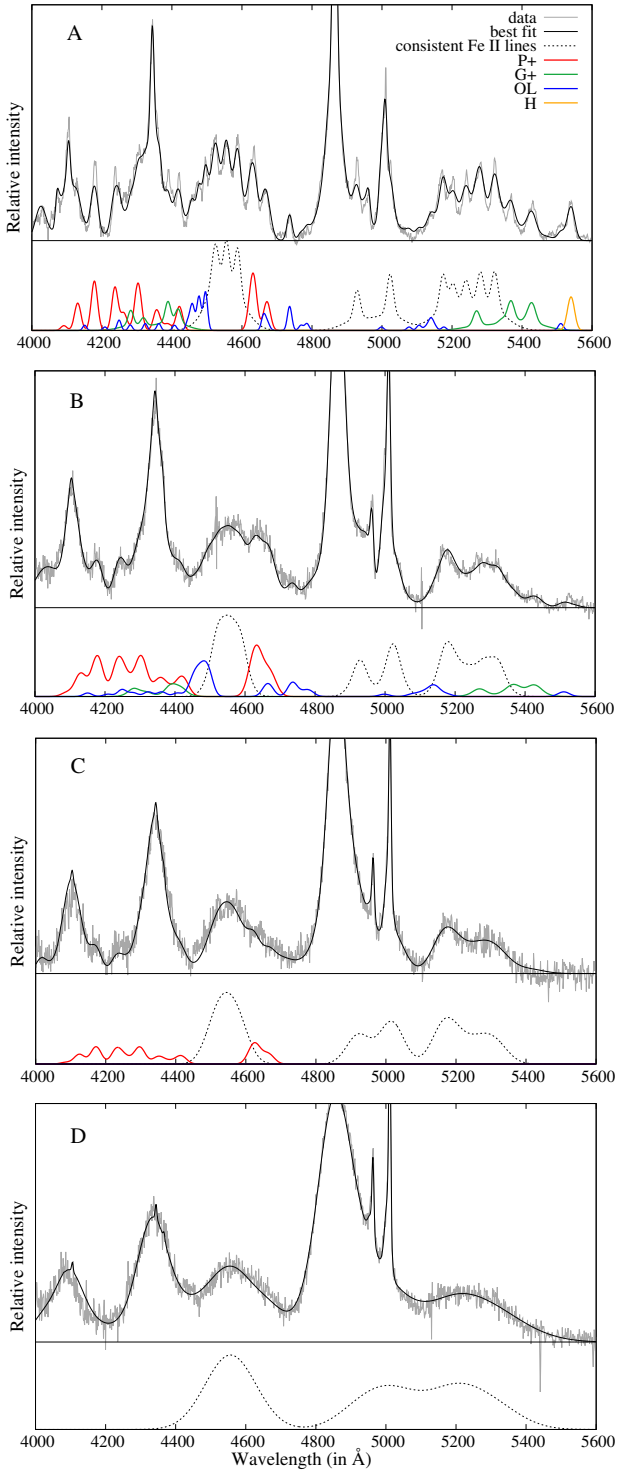 A
data
best fit
consistent Fe II lines
P+
G+
OL
H
Relative intensity
4000 4200 4400 4600 4800 5000 5200 5400 5600
B
Relative intensity
4000 4200 4400 4600 4800 5000 5200 5400 5600
C
Relative intensity
4000 4200 4400 4600 4800 5000 5200 5400 5600
D
Relative intensity
4000 4200 4400 4600 4800 5000 5200 5400 5600
Wavelength (in Å)